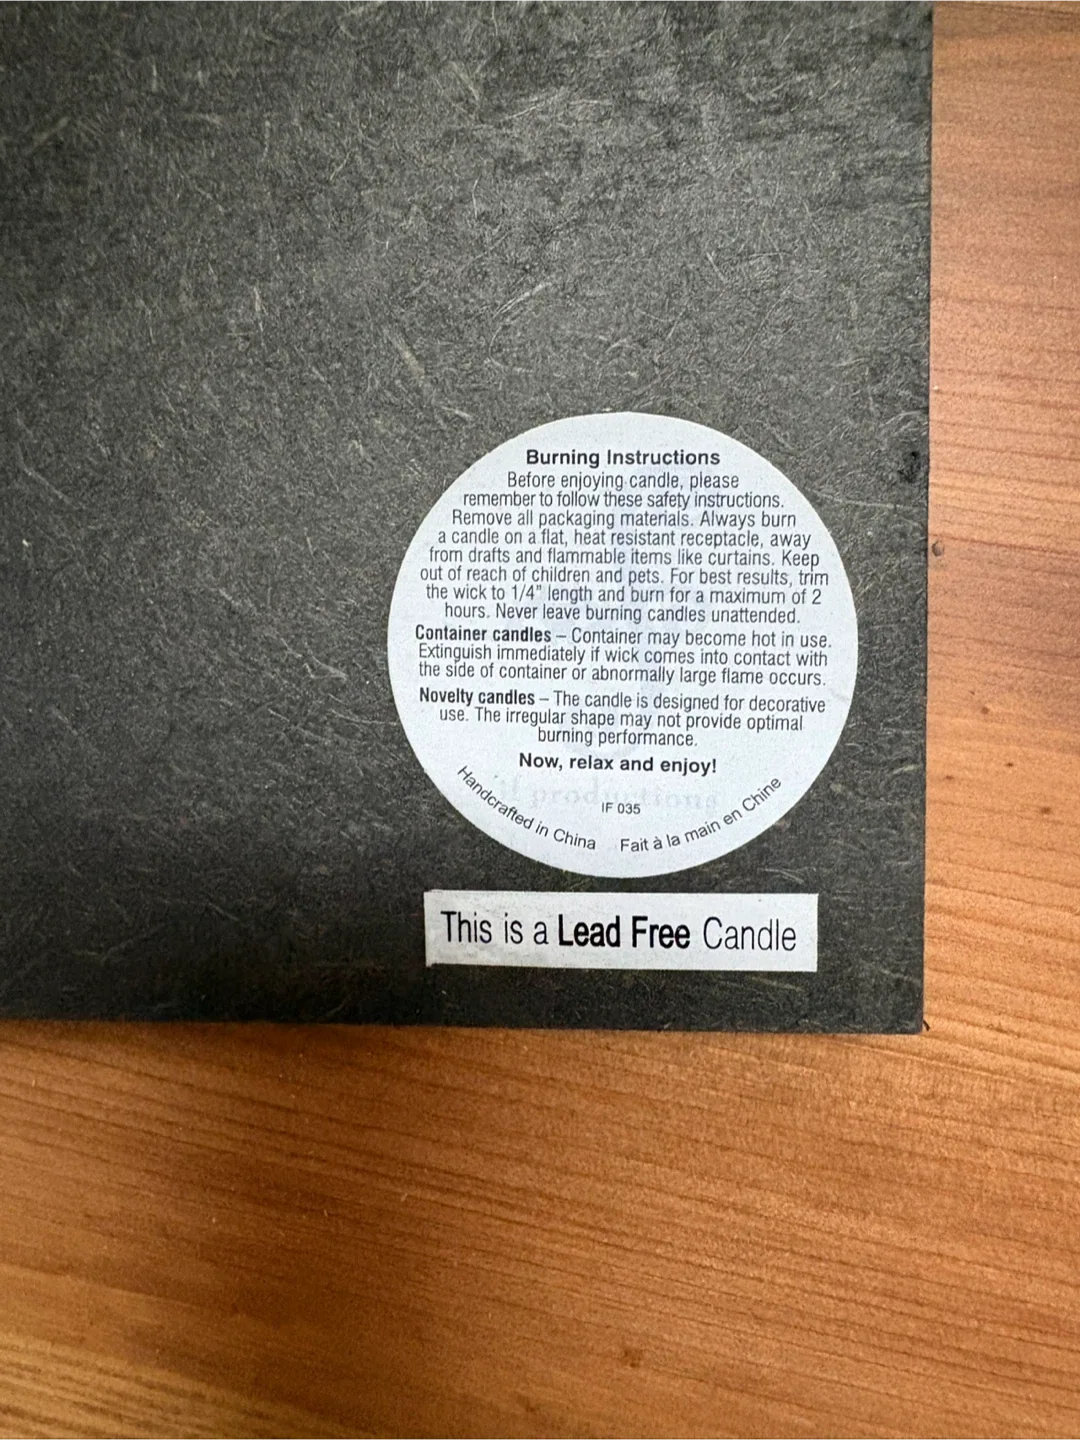 Burning Instructions
Before enjoying candle, please
remember to follow these safety instructions.
Remove all packaging materials. Always burn
a candle on a flat, heat resistant receptacle, away
from drafts and flammable items like curtains. Keep
out of reach of children and pets. For best results, trim
the wick to 1/4" length and burn for a maximum of 2
hours. Never leave burning candles unattended.
Container candles – Container may become hot in use.
Extinguish immediately if wick comes into contact with
the side of container or abnormally large flame occurs.
Novelty candles – The candle is designed for decorative
use. The irregular shape may not provide optimal
burning performance.
Now, relax and enjoy!
if productions
IF 035
Handcrafted in China Fait à la main en Chine
This is a Lead Free Candle